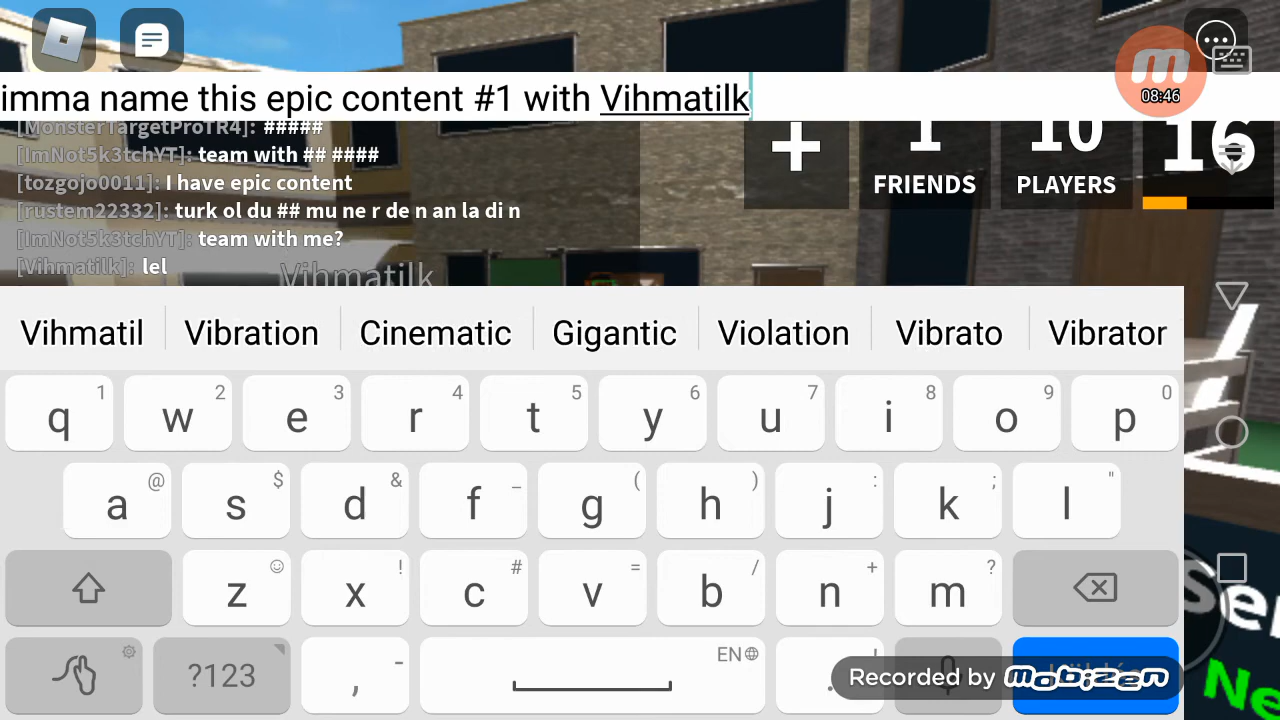 08:46
imma name this epic content #1 with Vihmatilk
[MonsterTargetProTR4]: #####
[ImNot5k3tchYT]: team with ## ####
[tozgojo0011]: I have epic content
[rustem22332]: turk ol du ## mu ne r de n an la di n
[ImNot5k3tchYT]: team with me?
[Vihmatilk]: lel
Vihmatilk
+
1
FRIENDS
10
PLAYERS
16
Vihmatil Vibration Cinematic Gigantic Violation Vibrato Vibrator
1 2 3 4 5 6 7 8 9 0
q w e r t y u i o p
@ $ & _ ( ) : ; "
a s d f g h j k l
! # = / + ?
z x c v b n m
?123 , - EN .
Recorded by mobizen
Ser
Ne